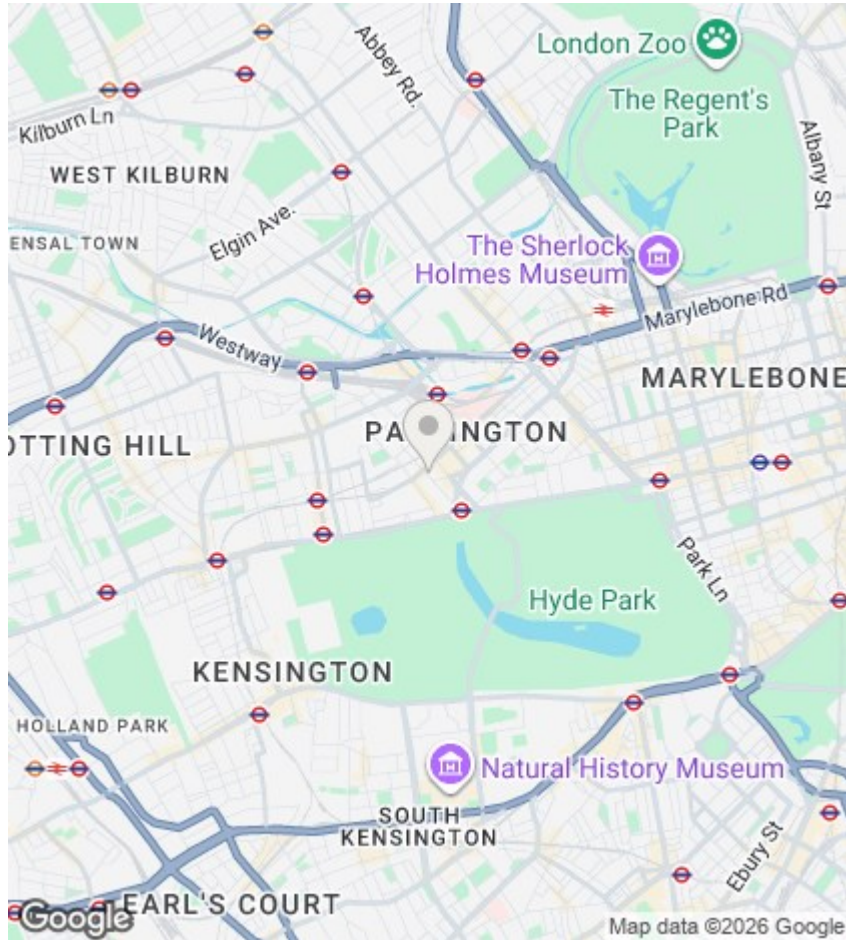 London Zoo
Abbey Rd.
The Regent's
Park
Kilburn Ln
Albany St
WEST KILBURN
Elgin Ave.
ENSAL TOWN
The Sherlock
Holmes Museum
Marylebone Rd
Westway
MARYLEBONE
OTTING HILL
PA INGTON
Park Ln
Hyde Park
KENSINGTON
HOLLAND PARK
Natural History Museum
SOUTH
KENSINGTON
Ebury St
EARL'S COURT
Google
Map data ©2026 Google